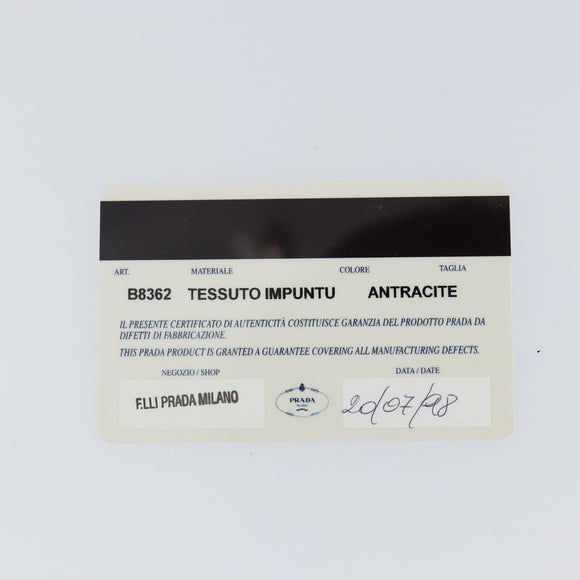 ART. MATERIALE COLORE TAGLIA
B8362 TESSUTO IMPUNTU ANTRACITE
IL PRESENTE CERTIFICATO DI AUTENTICITÀ COSTITUISCE GARANZIA DEL PRODOTTO PRADA DA
DIFETTI DI FABBRICAZIONE.
THIS PRADA PRODUCT IS GRANTED A GUARANTEE COVERING ALL MANUFACTURING DEFECTS.
NEGOZIO / SHOP DATA / DATE
F.LLI PRADA MILANO PRADA 20/07/98
MILANO